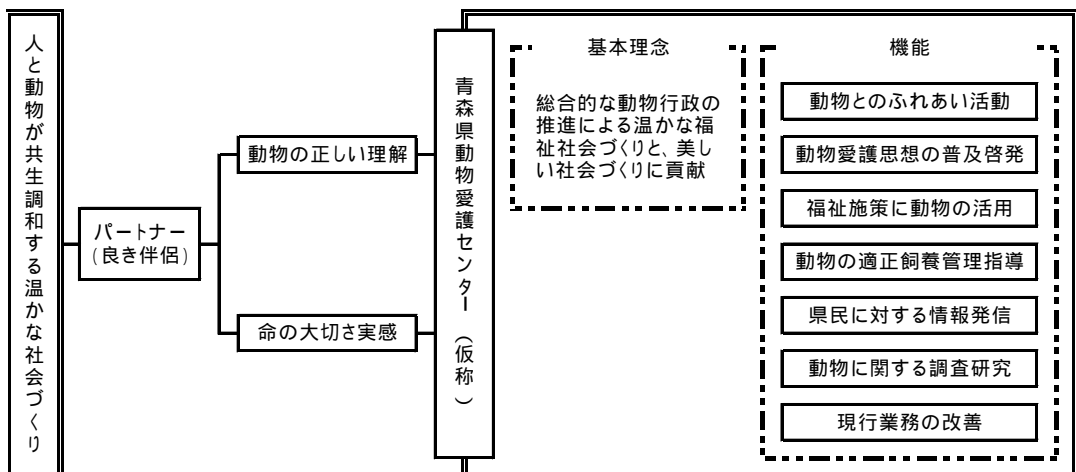 人と動物が共生調和する温かな社会づくり
パートナー
(良き伴侶)
動物の正しい理解
命の大切さ実感
青森県動物愛護センター（仮称）
基本理念
総合的な動物行政の
推進による温かな福
祉社会づくりと、美し
い社会づくりに貢献
機能
動物とのふれあい活動
動物愛護思想の普及啓発
福祉施策に動物の活用
動物の適正飼養管理指導
県民に対する情報発信
動物に関する調査研究
現行業務の改善